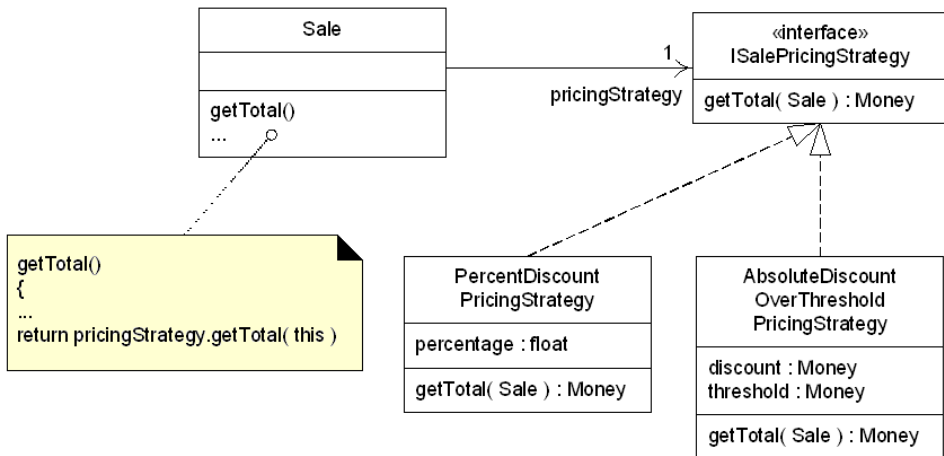 Sale
getTotal()
...
1
pricingStrategy
«interface»
ISalePricingStrategy
getTotal( Sale ) : Money
getTotal()
{
...
return pricingStrategy.getTotal( this )
PercentDiscount
PricingStrategy
percentage : float
getTotal( Sale ) : Money
AbsoluteDiscount
OverThreshold
PricingStrategy
discount : Money
threshold : Money
getTotal( Sale ) : Money